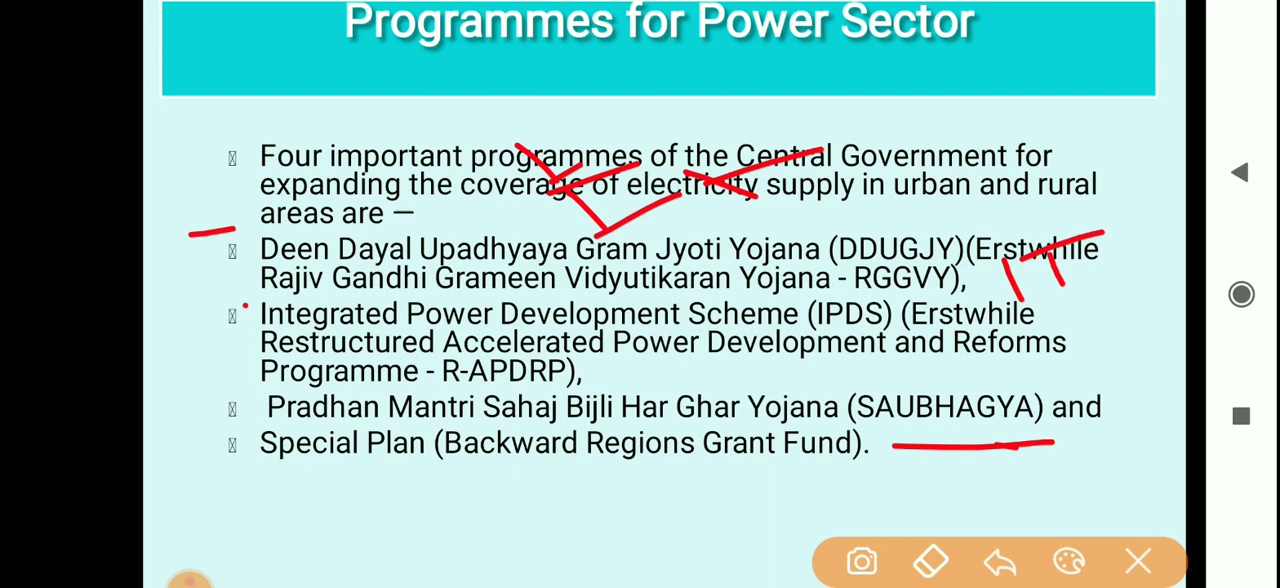 Programmes for Power Sector
Four important programmes of the Central Government for
expanding the coverage of electricity supply in urban and rural
areas are —
Deen Dayal Upadhyaya Gram Jyoti Yojana (DDUGJY)(Erstwhile
Rajiv Gandhi Grameen Vidyutikaran Yojana - RGGVY),
Integrated Power Development Scheme (IPDS) (Erstwhile
Restructured Accelerated Power Development and Reforms
Programme - R-APDRP),
Pradhan Mantri Sahaj Bijli Har Ghar Yojana (SAUBHAGYA) and
Special Plan (Backward Regions Grant Fund).